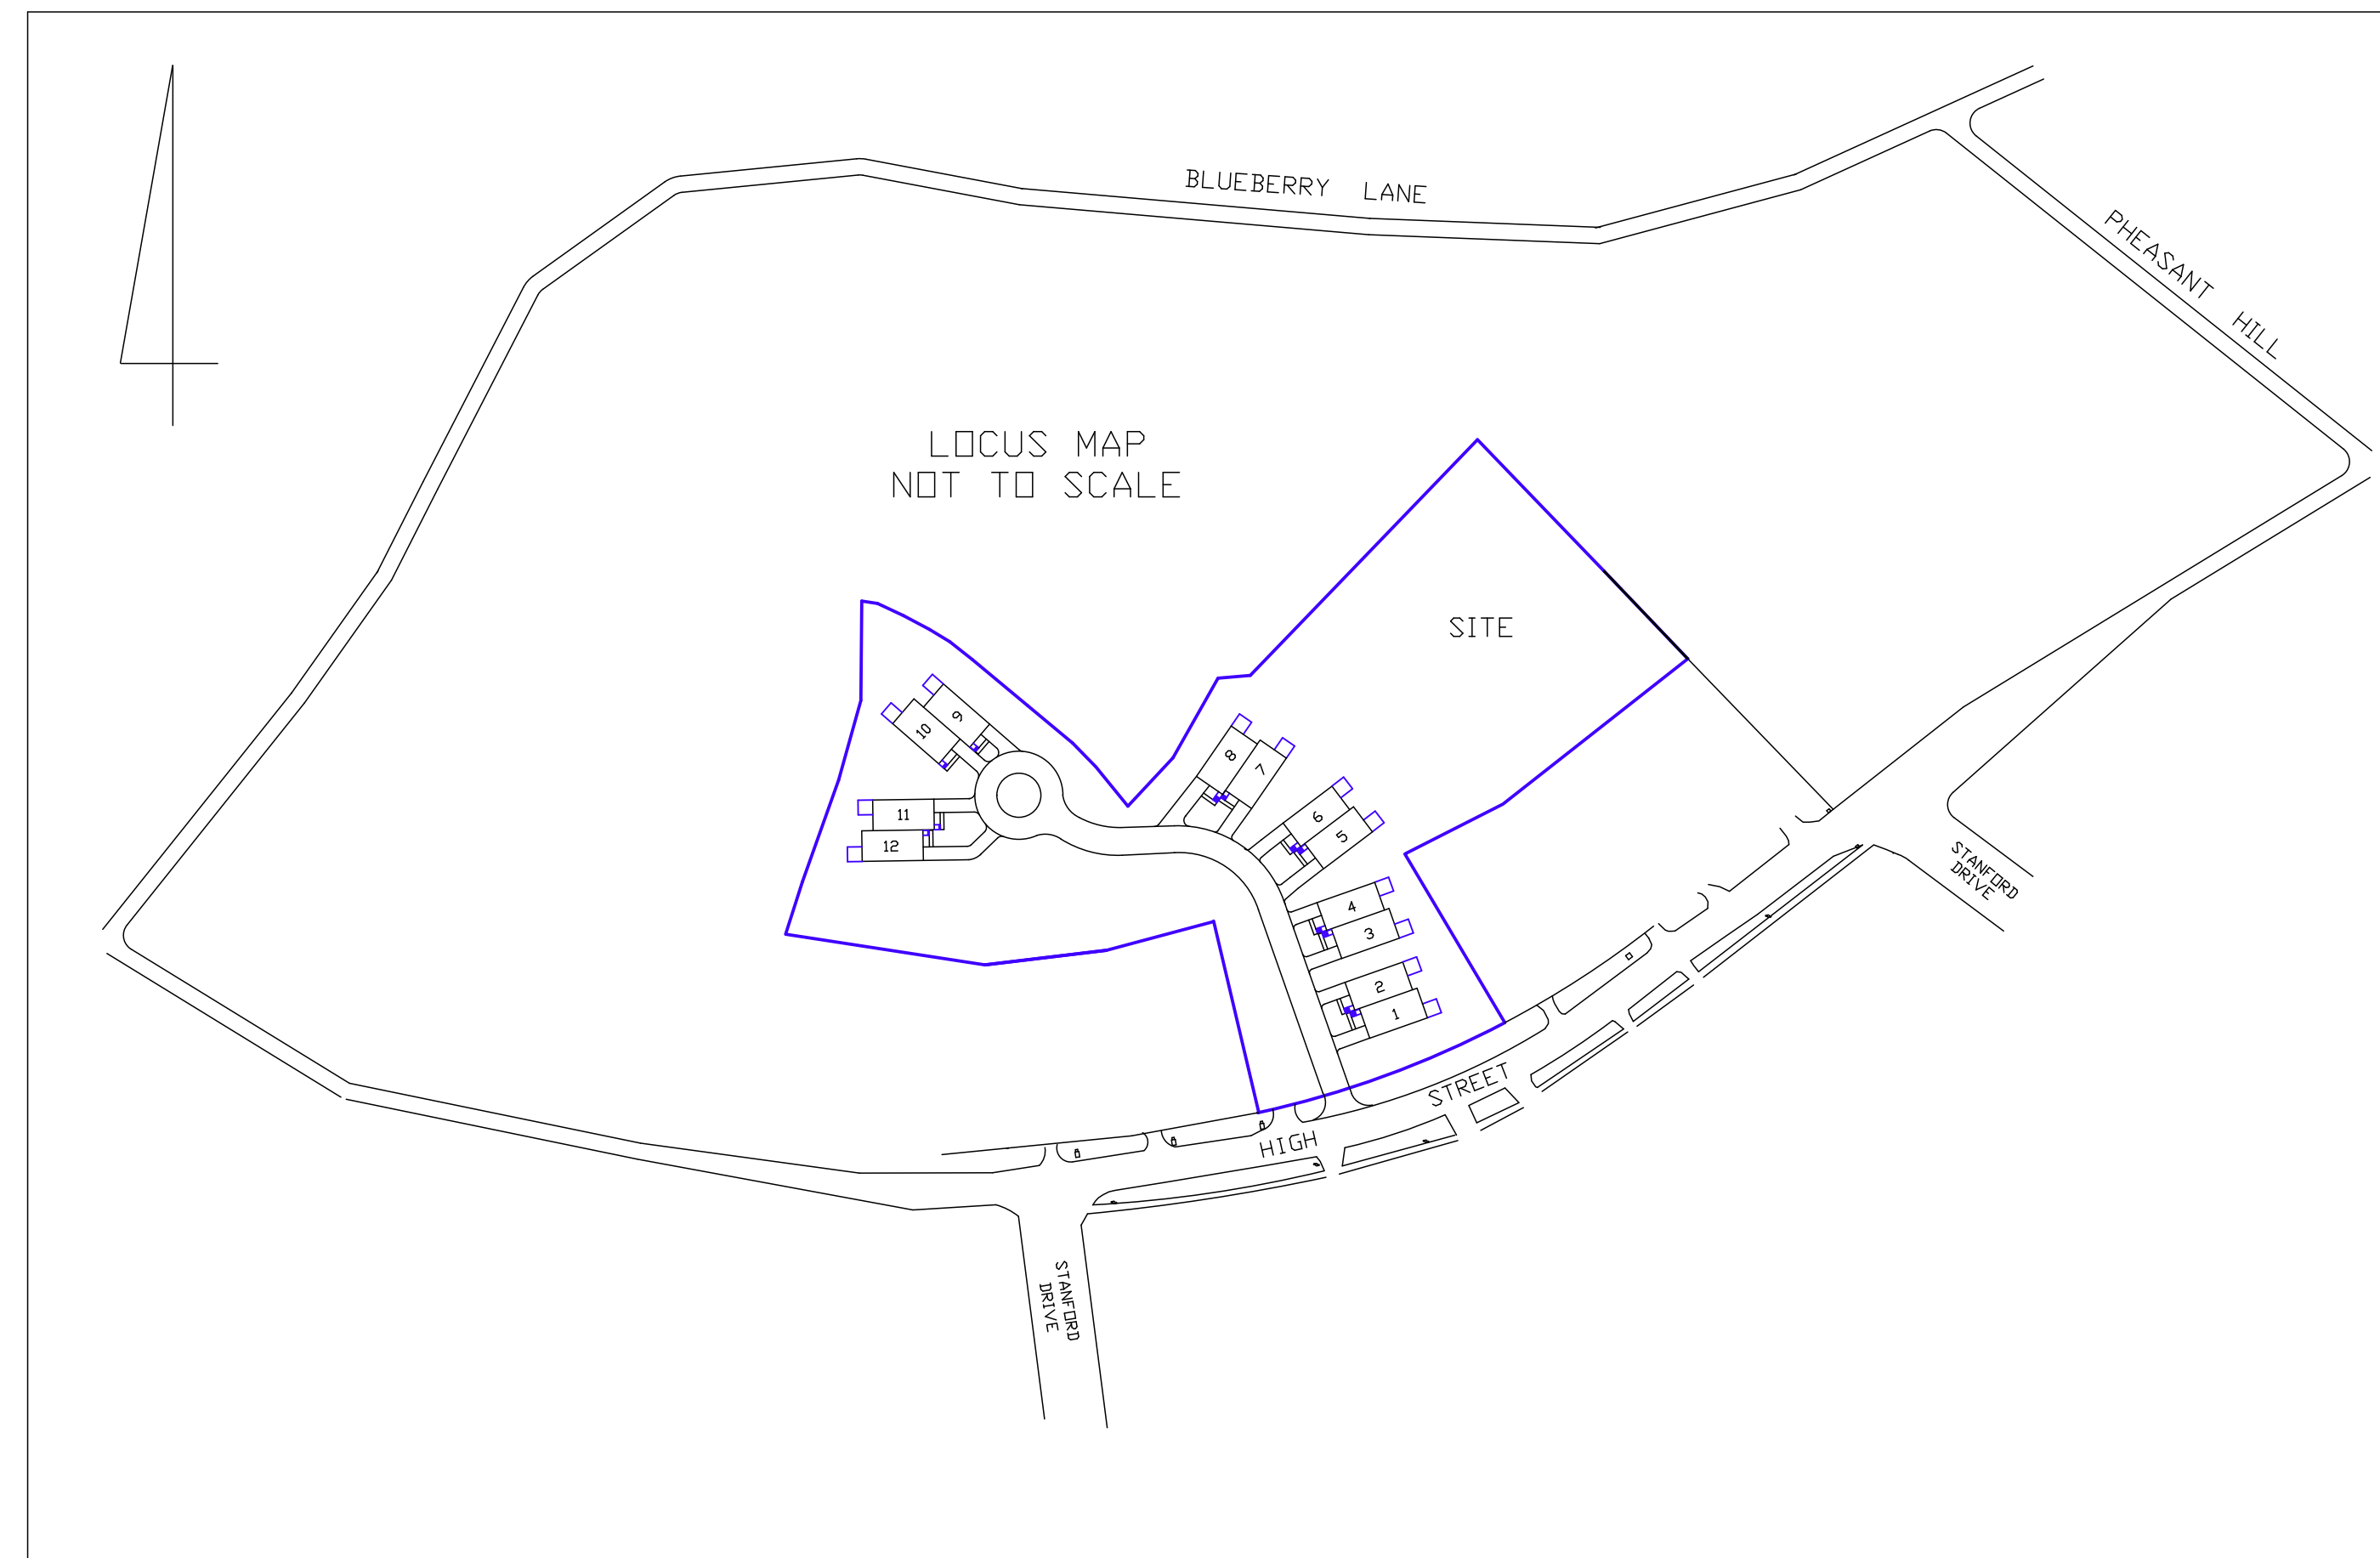 BLUEBERRY LANE
PHEASANT HILL
LOCUS MAP
NOT TO SCALE
SITE
9
10
8
7
11
12
6
5
4
3
2
1
STANFORD
DRIVE
HIGH STREET
STANFORD
DRIVE